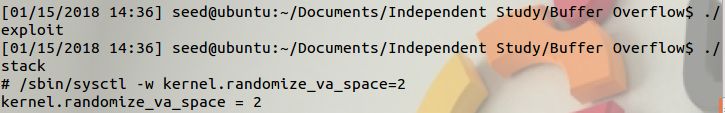 [01/15/2018 14:36] seed@ubuntu:~/Documents/Independent Study/Buffer Overflow$ ./
exploit
[01/15/2018 14:36] seed@ubuntu:~/Documents/Independent Study/Buffer Overflow$ ./
stack
# /sbin/sysctl -w kernel.randomize_va_space=2
kernel.randomize_va_space = 2